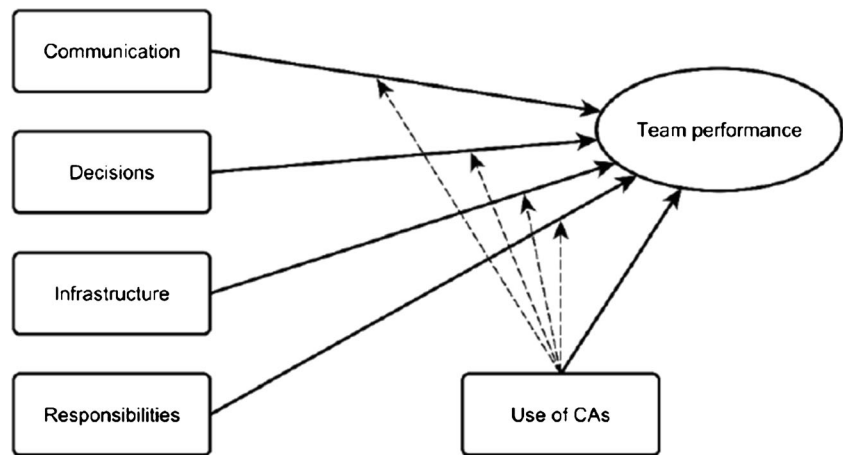 Communication
Team performance
Decisions
Infrastructure
Responsibilities
Use of CAs